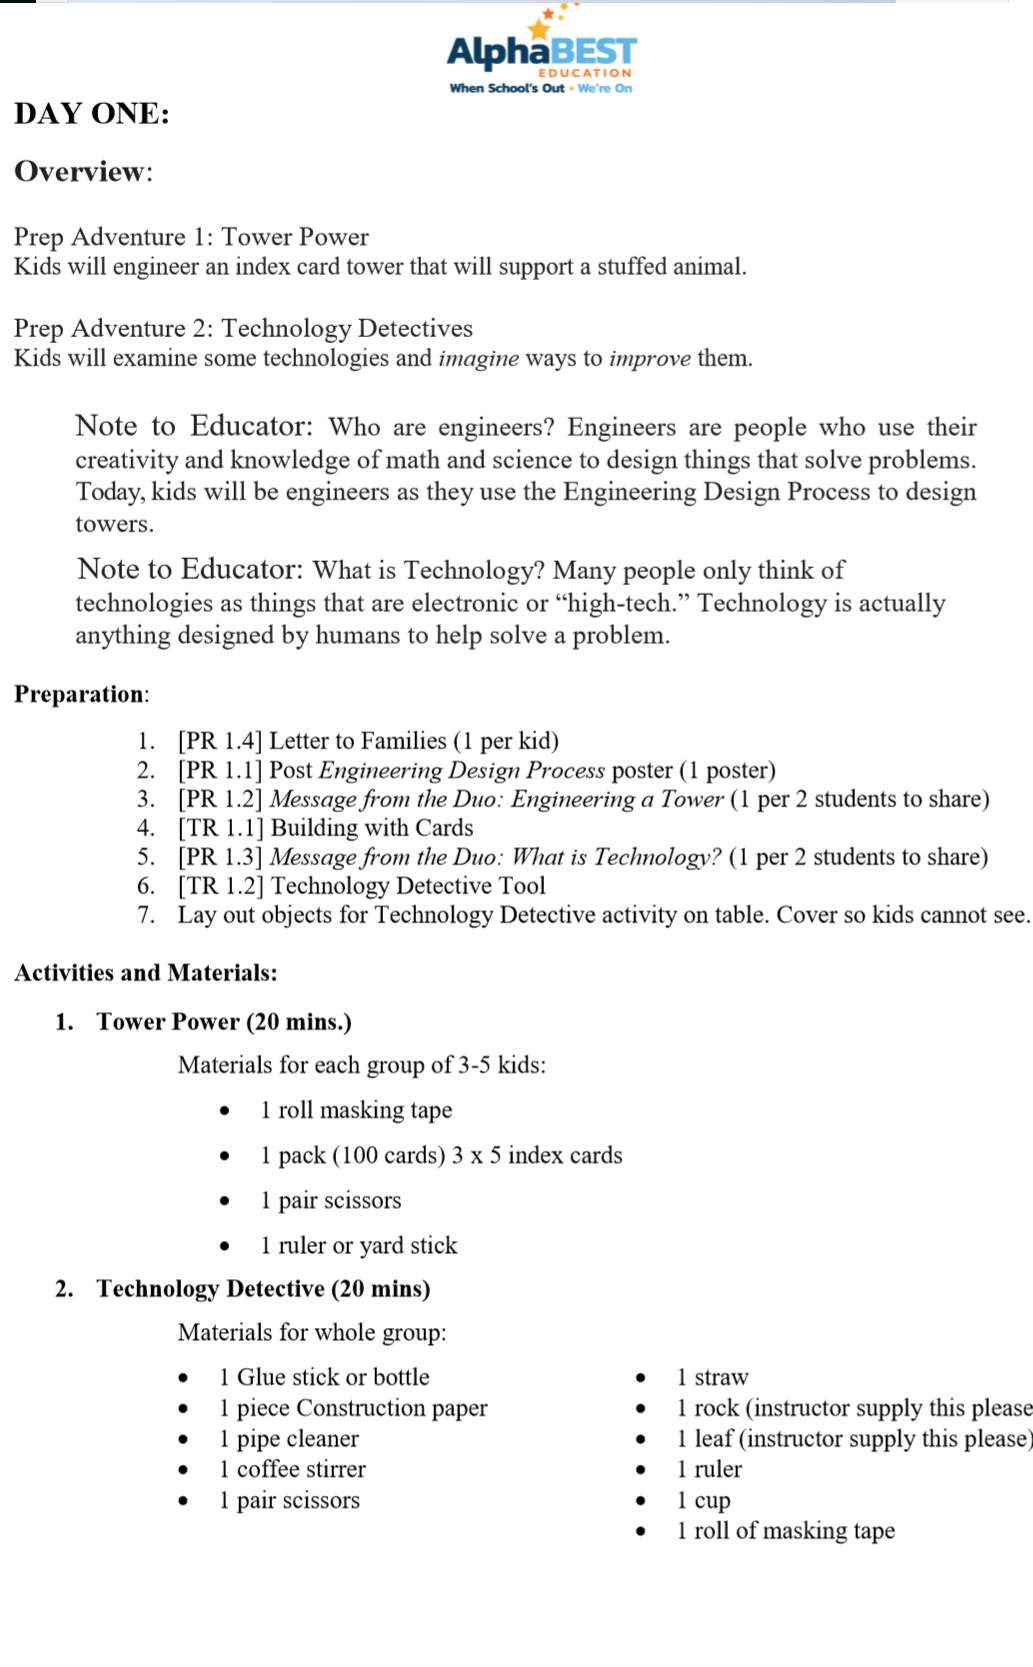 AlphaBEST
EDUCATION
When School's Out • We're On
DAY ONE:
Overview:
Prep Adventure 1: Tower Power
Kids will engineer an index card tower that will support a stuffed animal.
Prep Adventure 2: Technology Detectives
Kids will examine some technologies and imagine ways to improve them.
Note to Educator: Who are engineers? Engineers are people who use their
creativity and knowledge of math and science to design things that solve problems.
Today, kids will be engineers as they use the Engineering Design Process to design
towers.
Note to Educator: What is Technology? Many people only think of
technologies as things that are electronic or “high-tech.” Technology is actually
anything designed by humans to help solve a problem.
Preparation:
1. [PR 1.4] Letter to Families (1 per kid)
2. [PR 1.1] Post Engineering Design Process poster (1 poster)
3. [PR 1.2] Message from the Duo: Engineering a Tower (1 per 2 students to share)
4. [TR 1.1] Building with Cards
5. [PR 1.3] Message from the Duo: What is Technology? (1 per 2 students to share)
6. [TR 1.2] Technology Detective Tool
7. Lay out objects for Technology Detective activity on table. Cover so kids cannot see.
Activities and Materials:
1. Tower Power (20 mins.)
Materials for each group of 3-5 kids:
• 1 roll masking tape
• 1 pack (100 cards) 3 x 5 index cards
• 1 pair scissors
• 1 ruler or yard stick
2. Technology Detective (20 mins)
Materials for whole group:
• 1 Glue stick or bottle
• 1 piece Construction paper
• 1 pipe cleaner
• 1 coffee stirrer
• 1 pair scissors
• 1 straw
• 1 rock (instructor supply this please
• 1 leaf (instructor supply this please)
• 1 ruler
• 1 cup
• 1 roll of masking tape